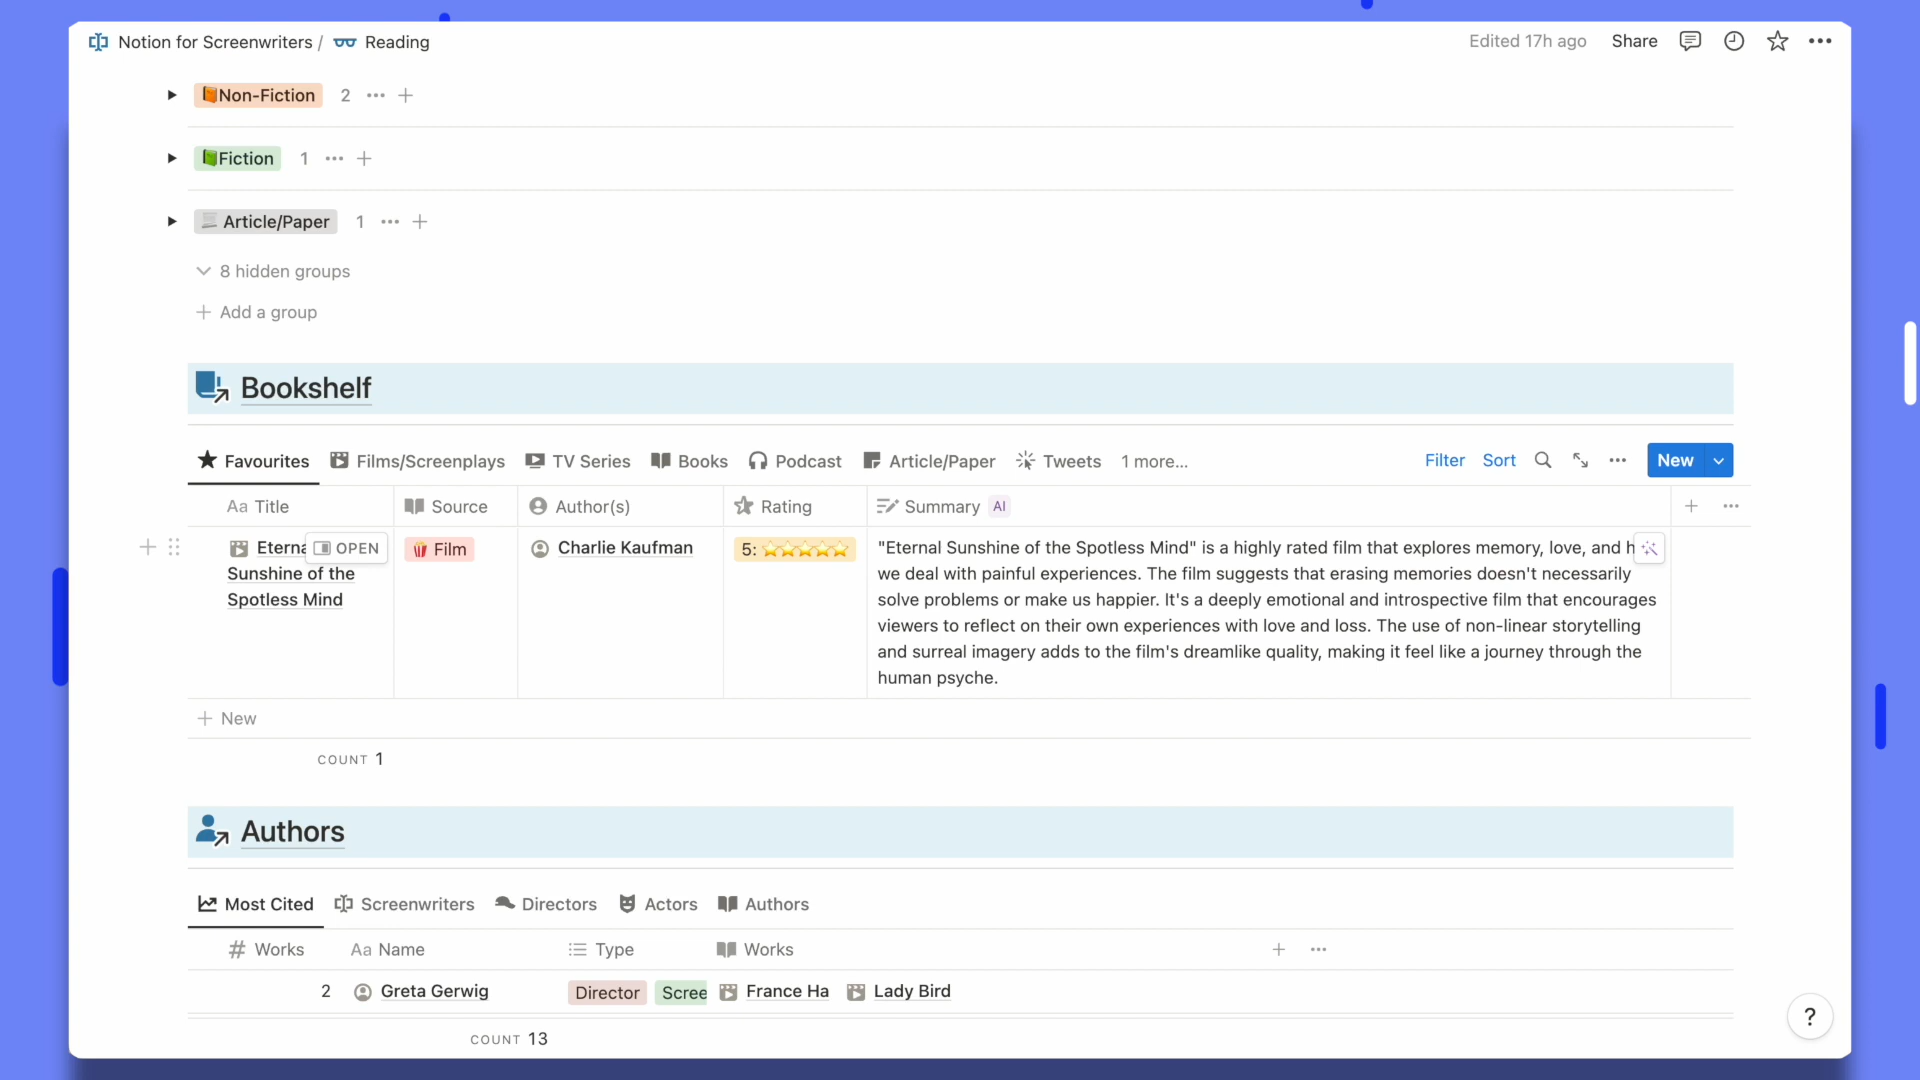 Notion for Screenwriters / Reading
Edited 17h ago Share
Non-Fiction 2
Fiction 1
Article/Paper 1
8 hidden groups
Add a group
Bookshelf
Favourites Films/Screenplays TV Series Books Podcast Article/Paper Tweets 1 more... Filter Sort New
Aa Title Source Author(s) Rating Summary AI
Eterna OPEN Film Charlie Kaufman 5: ⭐⭐⭐⭐⭐ "Eternal Sunshine of the Spotless Mind" is a highly rated film that explores memory, love, and h
Sunshine of the we deal with painful experiences. The film suggests that erasing memories doesn't necessarily
Spotless Mind solve problems or make us happier. It's a deeply emotional and introspective film that encourages
viewers to reflect on their own experiences with love and loss. The use of non-linear storytelling
and surreal imagery adds to the film's dreamlike quality, making it feel like a journey through the
human psyche.
New
COUNT 1
Authors
Most Cited Screenwriters Directors Actors Authors
# Works Aa Name Type Works
2 Greta Gerwig Director Scree France Ha Lady Bird
COUNT 13
?